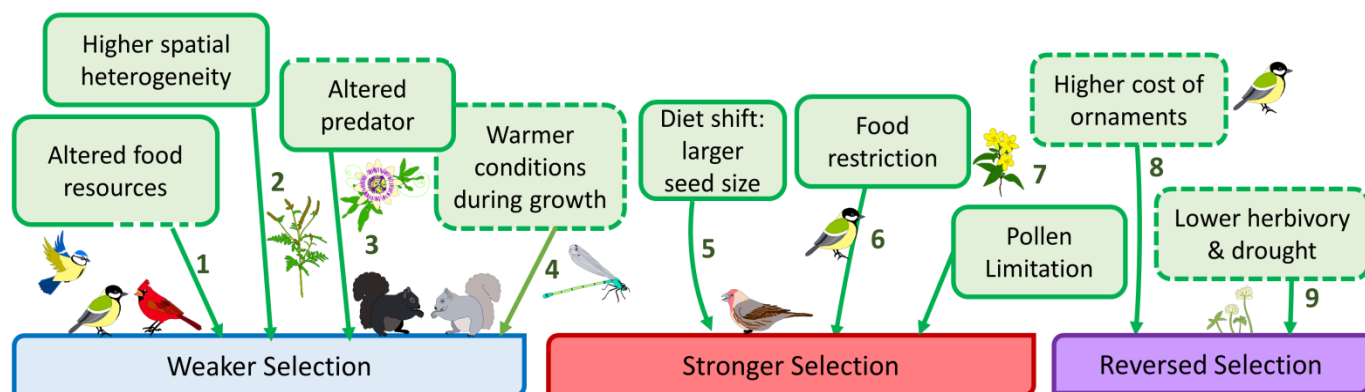 Higher spatial
heterogeneity
Altered food
resources
Altered
predator
Warmer
conditions
during growth
Diet shift:
larger
seed size
Food
restriction
Pollen
Limitation
Higher cost of
ornaments
Lower herbivory
& drought
1
2
3
4
5
6
7
8
9
Weaker Selection
Stronger Selection
Reversed Selection